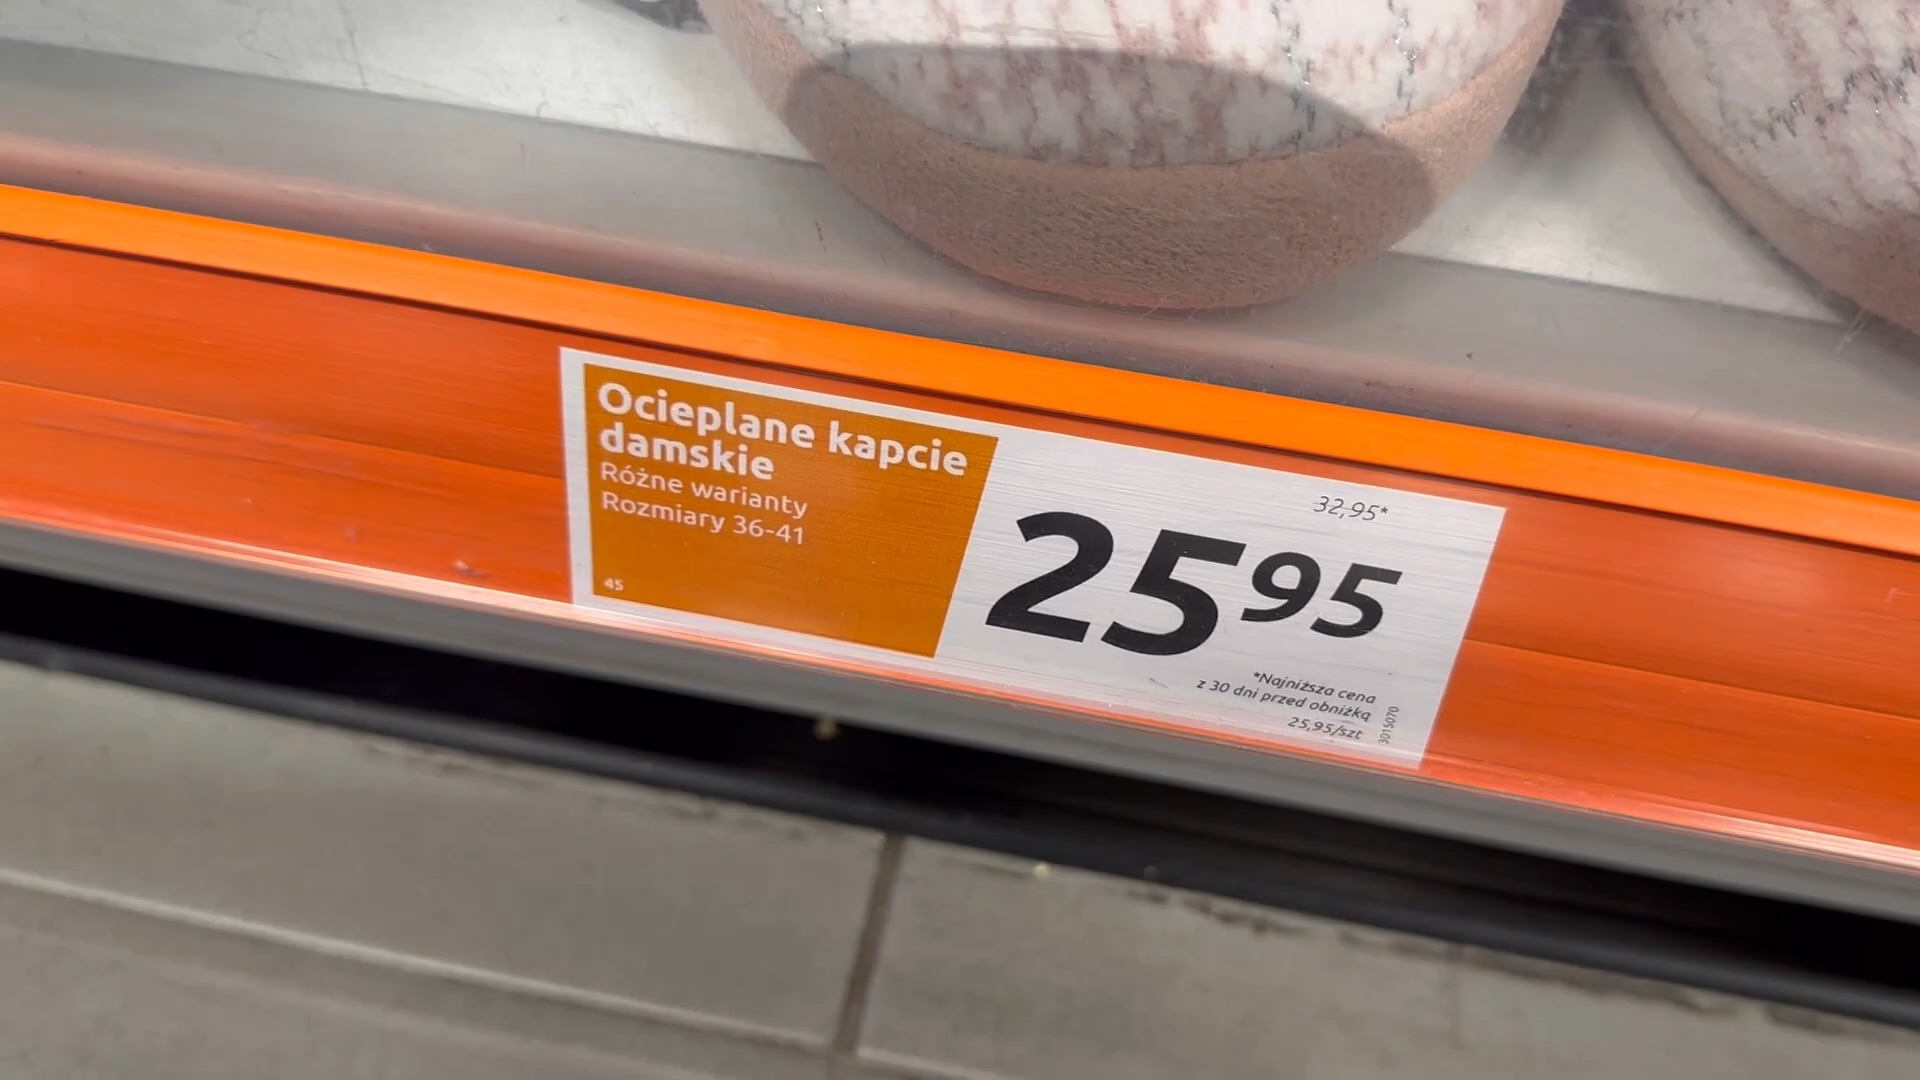 Ocieplane kapcie
damskie
Różne warianty
Rozmiary 36-41
45
32,95*
25 95
*Najniższa cena
z 30 dni przed obniżką
25,95/szt
3015070